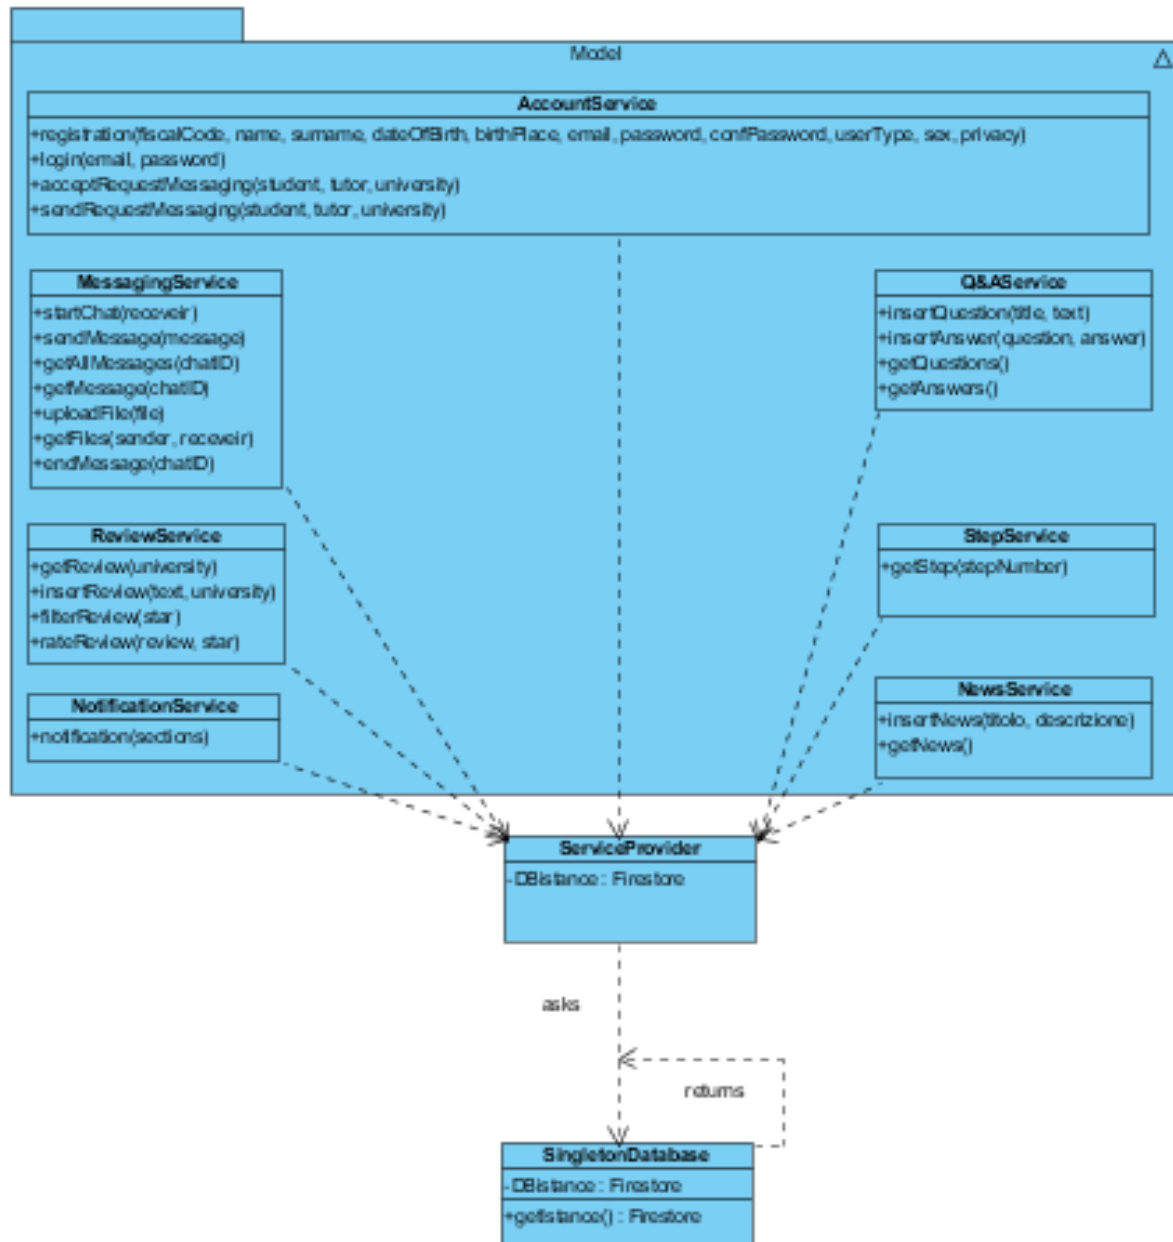 Model
AccountService
+registration(fiscalCode, name, surname, dateOfBirth, birthPlace, email, password, confPassword, userType, sex, privacy)
+login(email, password)
+acceptRequestMessaging(student, tutor, university)
+sendRequestMessaging(student, tutor, university)
MessagingService
+startChat(receveir)
+sendMessage(message)
+getAllMessages(chatID)
+getMessage(chatID)
+uploadFile(file)
+getFiles(sender, receveir)
+endMessage(chatID)
Q&AService
+insertQuestion(title, text)
+insertAnswer(question, answer)
+getQuestions()
+getAnswers()
ReviewService
+getReview(university)
+insertReview(text, university)
+filterReview(star)
+rateReview(review, star)
StepService
+getStep(stepNumber)
NotificationService
+notification(sections)
NewsService
+insertNews(titolo, descrizione)
+getNews()
ServiceProvider
-DBistance : Firestore
asks
returns
SingletonDatabase
-DBistance : Firestore
+getIstance() : Firestore